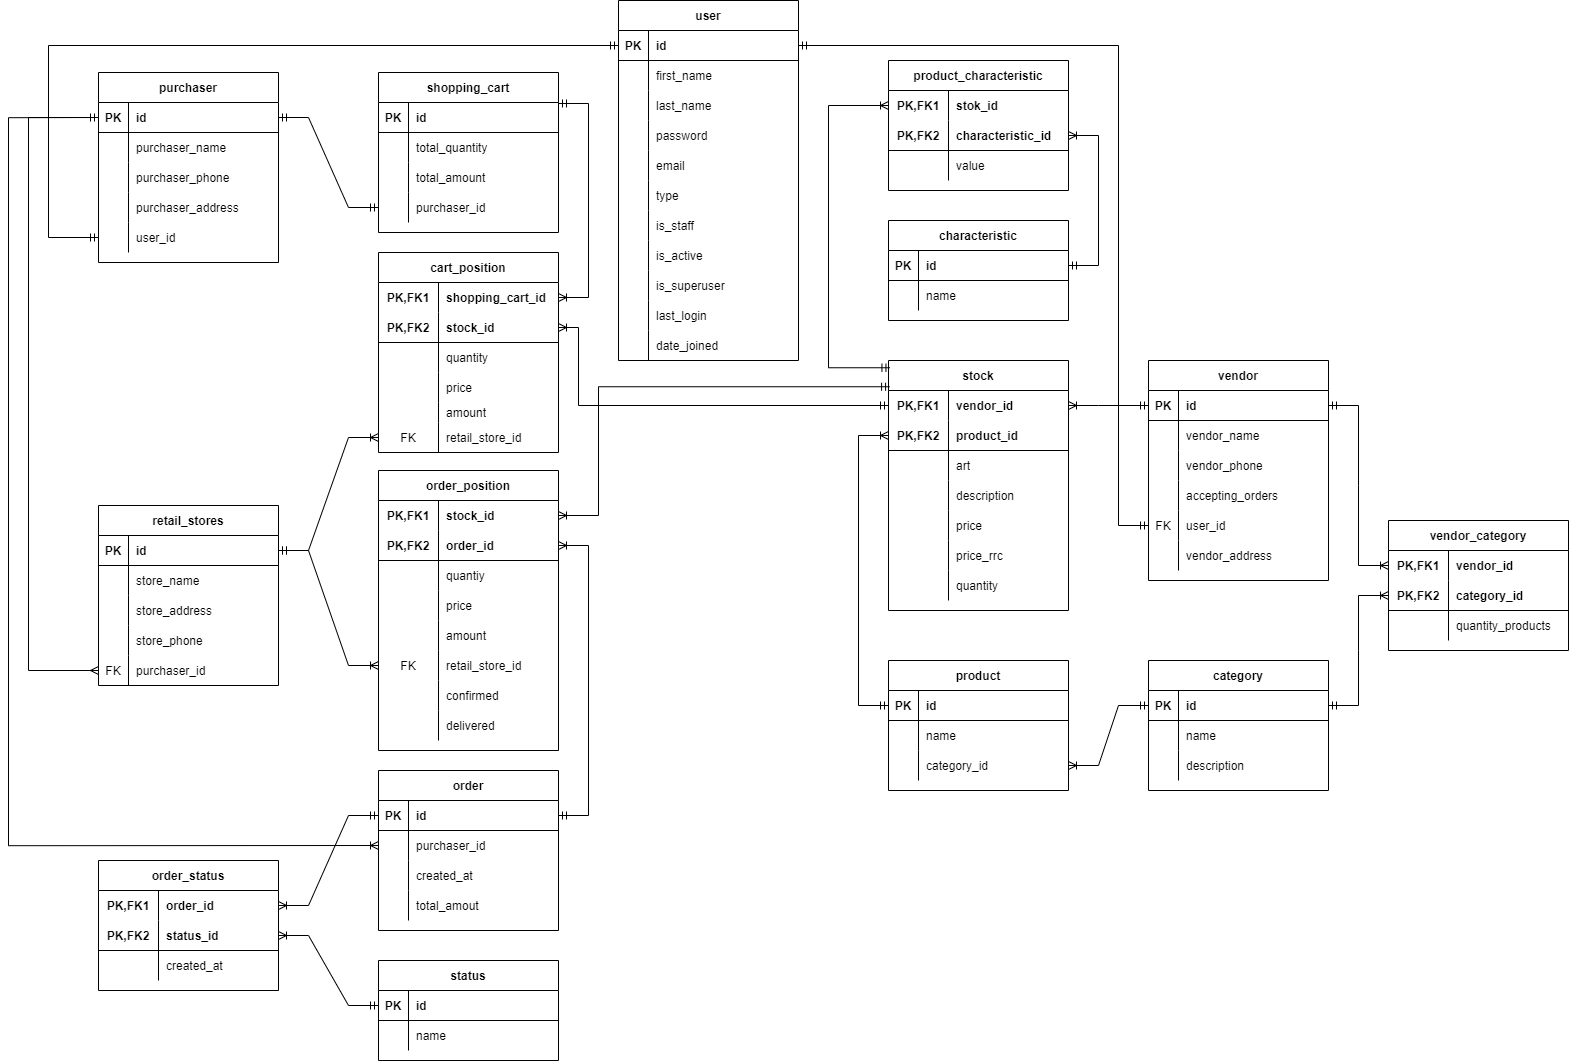 user
PK id
first_name
last_name
password
email
type
is_staff
is_active
is_superuser
last_login
date_joined
purchaser
PK id
purchaser_name
purchaser_phone
purchaser_address
user_id
shopping_cart
PK id
total_quantity
total_amount
purchaser_id
product_characteristic
PK,FK1 stok_id
PK,FK2 characteristic_id
value
characteristic
PK id
name
cart_position
PK,FK1 shopping_cart_id
PK,FK2 stock_id
quantity
price
amount
FK retail_store_id
stock
PK,FK1 vendor_id
PK,FK2 product_id
art
description
price
price_rrc
quantity
vendor
PK id
vendor_name
vendor_phone
accepting_orders
FK user_id
vendor_address
order_position
PK,FK1 stock_id
PK,FK2 order_id
quantiy
price
amount
FK retail_store_id
confirmed
delivered
retail_stores
PK id
store_name
store_address
store_phone
FK purchaser_id
vendor_category
PK,FK1 vendor_id
PK,FK2 category_id
quantity_products
product
PK id
name
category_id
category
PK id
name
description
order
PK id
purchaser_id
created_at
total_amout
order_status
PK,FK1 order_id
PK,FK2 status_id
created_at
status
PK id
name